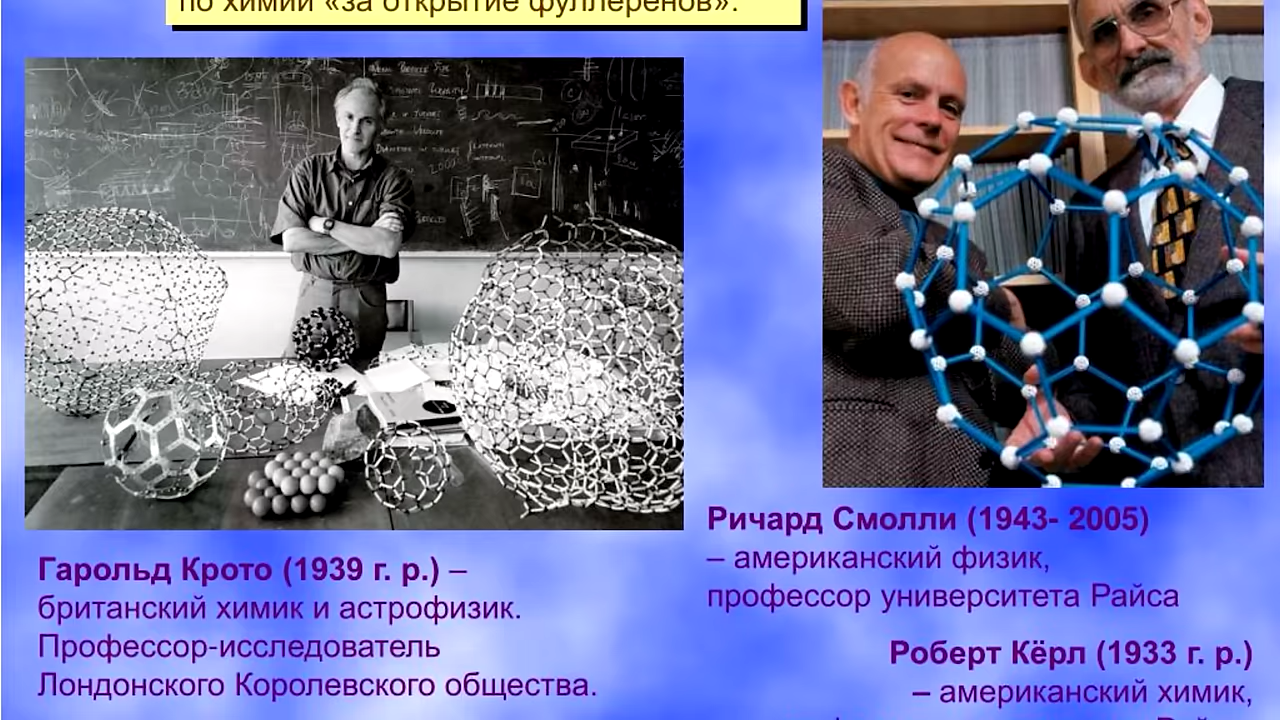 по химии «за открытие фуллеренов».
Гарольд Крото (1939 г. р.) –
британский химик и астрофизик.
Профессор-исследователь
Лондонского Королевского общества.
Ричард Смолли (1943- 2005)
– американский физик,
профессор университета Райса
Роберт Кёрл (1933 г. р.)
– американский химик,